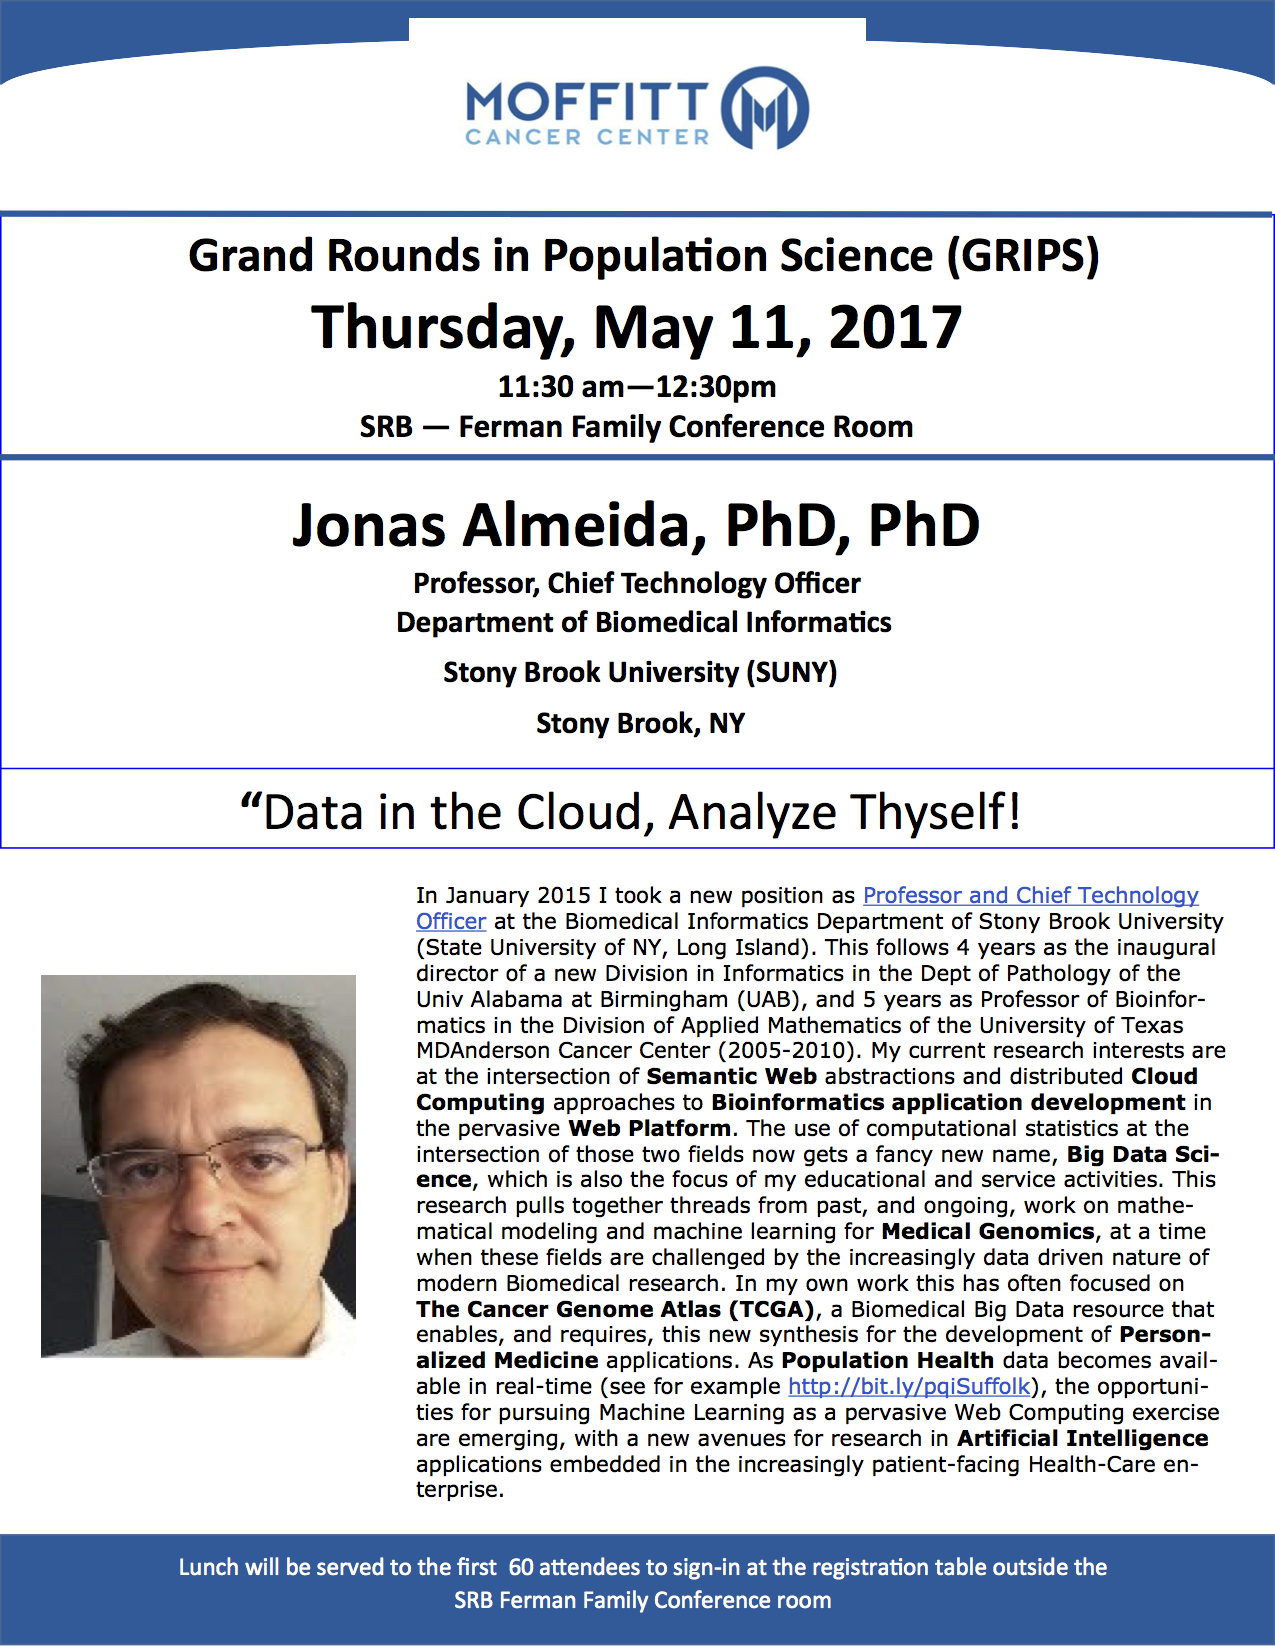 MOFFITT
CANCER CENTER
Grand Rounds in Population Science (GRIPS)
Thursday, May 11, 2017
11:30 am—12:30pm
SRB — Ferman Family Conference Room
Jonas Almeida, PhD, PhD
Professor, Chief Technology Officer
Department of Biomedical Informatics
Stony Brook University (SUNY)
Stony Brook, NY
“Data in the Cloud, Analyze Thyself!
In January 2015 I took a new position as Professor and Chief Technology
Officer at the Biomedical Informatics Department of Stony Brook University
(State University of NY, Long Island). This follows 4 years as the inaugural
director of a new Division in Informatics in the Dept of Pathology of the
Univ Alabama at Birmingham (UAB), and 5 years as Professor of Bioinfor-
matics in the Division of Applied Mathematics of the University of Texas
MDAnderson Cancer Center (2005-2010). My current research interests are
at the intersection of Semantic Web abstractions and distributed Cloud
Computing approaches to Bioinformatics application development in
the pervasive Web Platform. The use of computational statistics at the
intersection of those two fields now gets a fancy new name, Big Data Sci-
ence, which is also the focus of my educational and service activities. This
research pulls together threads from past, and ongoing, work on mathe-
matical modeling and machine learning for Medical Genomics, at a time
when these fields are challenged by the increasingly data driven nature of
modern Biomedical research. In my own work this has often focused on
The Cancer Genome Atlas (TCGA), a Biomedical Big Data resource that
enables, and requires, this new synthesis for the development of Person-
alized Medicine applications. As Population Health data becomes avail-
able in real-time (see for example http://bit.ly/pqiSuffolk), the opportuni-
ties for pursuing Machine Learning as a pervasive Web Computing exercise
are emerging, with a new avenues for research in Artificial Intelligence
applications embedded in the increasingly patient-facing Health-Care en-
terprise.
Lunch will be served to the first 60 attendees to sign-in at the registration table outside the
SRB Ferman Family Conference room